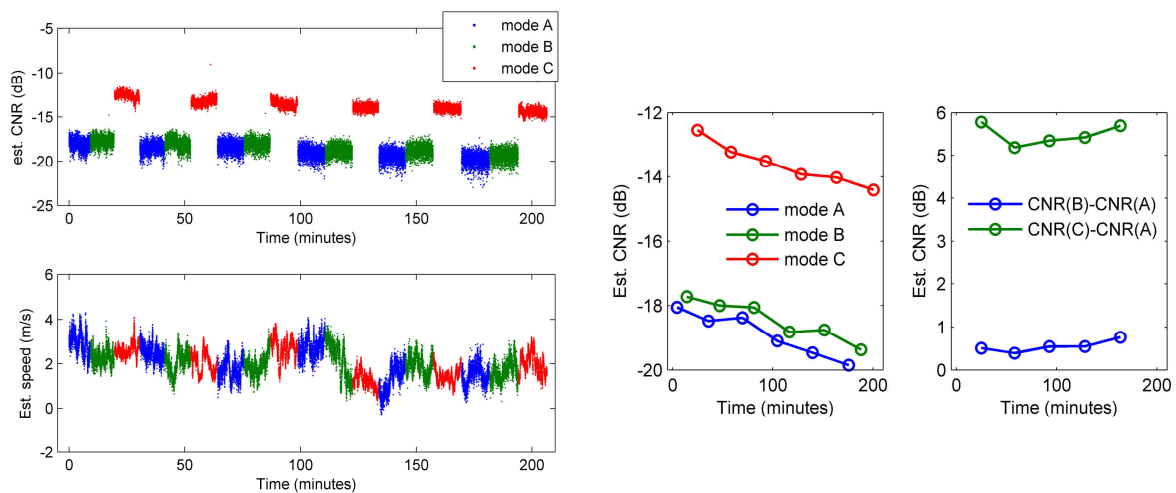 -5
-10
-15
-20
-25
est. CNR (dB)
mode A
mode B
mode C
0 50 100 150 200
Time (minutes)
6
4
2
0
-2
Est. speed (m/s)
0 50 100 150 200
Time (minutes)
-12
-14
-16
-18
-20
Est. CNR (dB)
mode A
mode B
mode C
0 100 200
Time (minutes)
6
5
4
3
2
1
0
Est. CNR (dB)
CNR(B)-CNR(A)
CNR(C)-CNR(A)
0 100 200
Time (minutes)